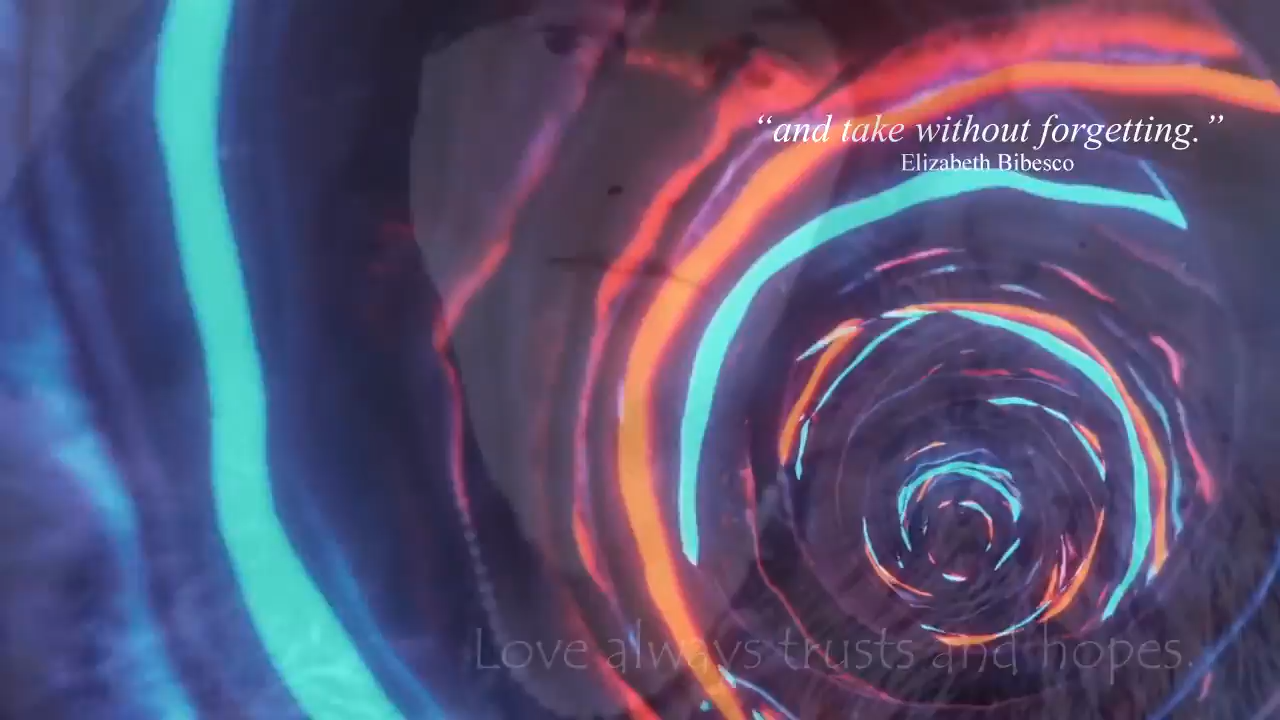 “and take without forgetting.”
Elizabeth Bibesco
Love always trusts and hopes.